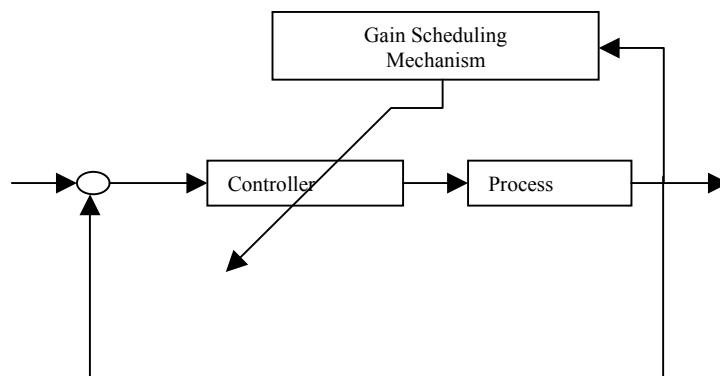 Gain Scheduling
Mechanism
Controller
Process